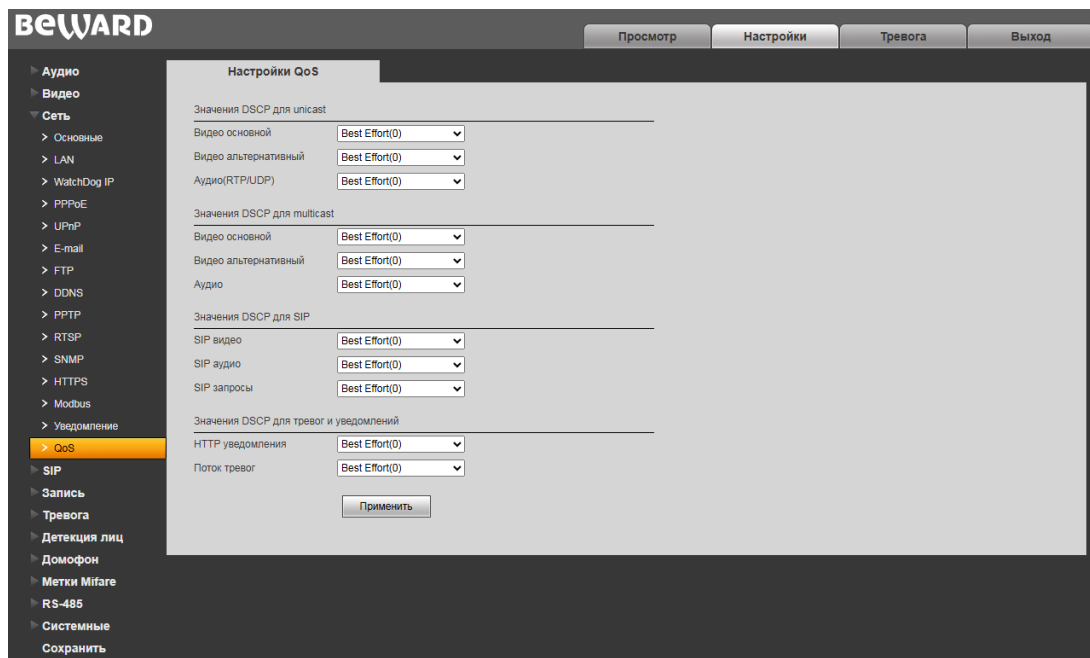 BEWARD
Просмотр
Настройки
Тревога
Выход
Аудио
Видео
Сеть
> Основные
> LAN
> WatchDog IP
> PPPoE
> UPnP
> E-mail
> FTP
> DDNS
> PPTP
> RTSP
> SNMP
> HTTPS
> Modbus
> Уведомление
> QoS
SIP
Запись
Тревога
Детекция лиц
Домофон
Метки Mifare
RS-485
Системные
Сохранить
Настройки QoS
Значения DSCP для unicast
Видео основной Best Effort(0)
Видео альтернативный Best Effort(0)
Аудио(RTP/UDP) Best Effort(0)
Значения DSCP для multicast
Видео основной Best Effort(0)
Видео альтернативный Best Effort(0)
Аудио Best Effort(0)
Значения DSCP для SIP
SIP видео Best Effort(0)
SIP аудио Best Effort(0)
SIP запросы Best Effort(0)
Значения DSCP для тревог и уведомлений
HTTP уведомления Best Effort(0)
Поток тревог Best Effort(0)
Применить